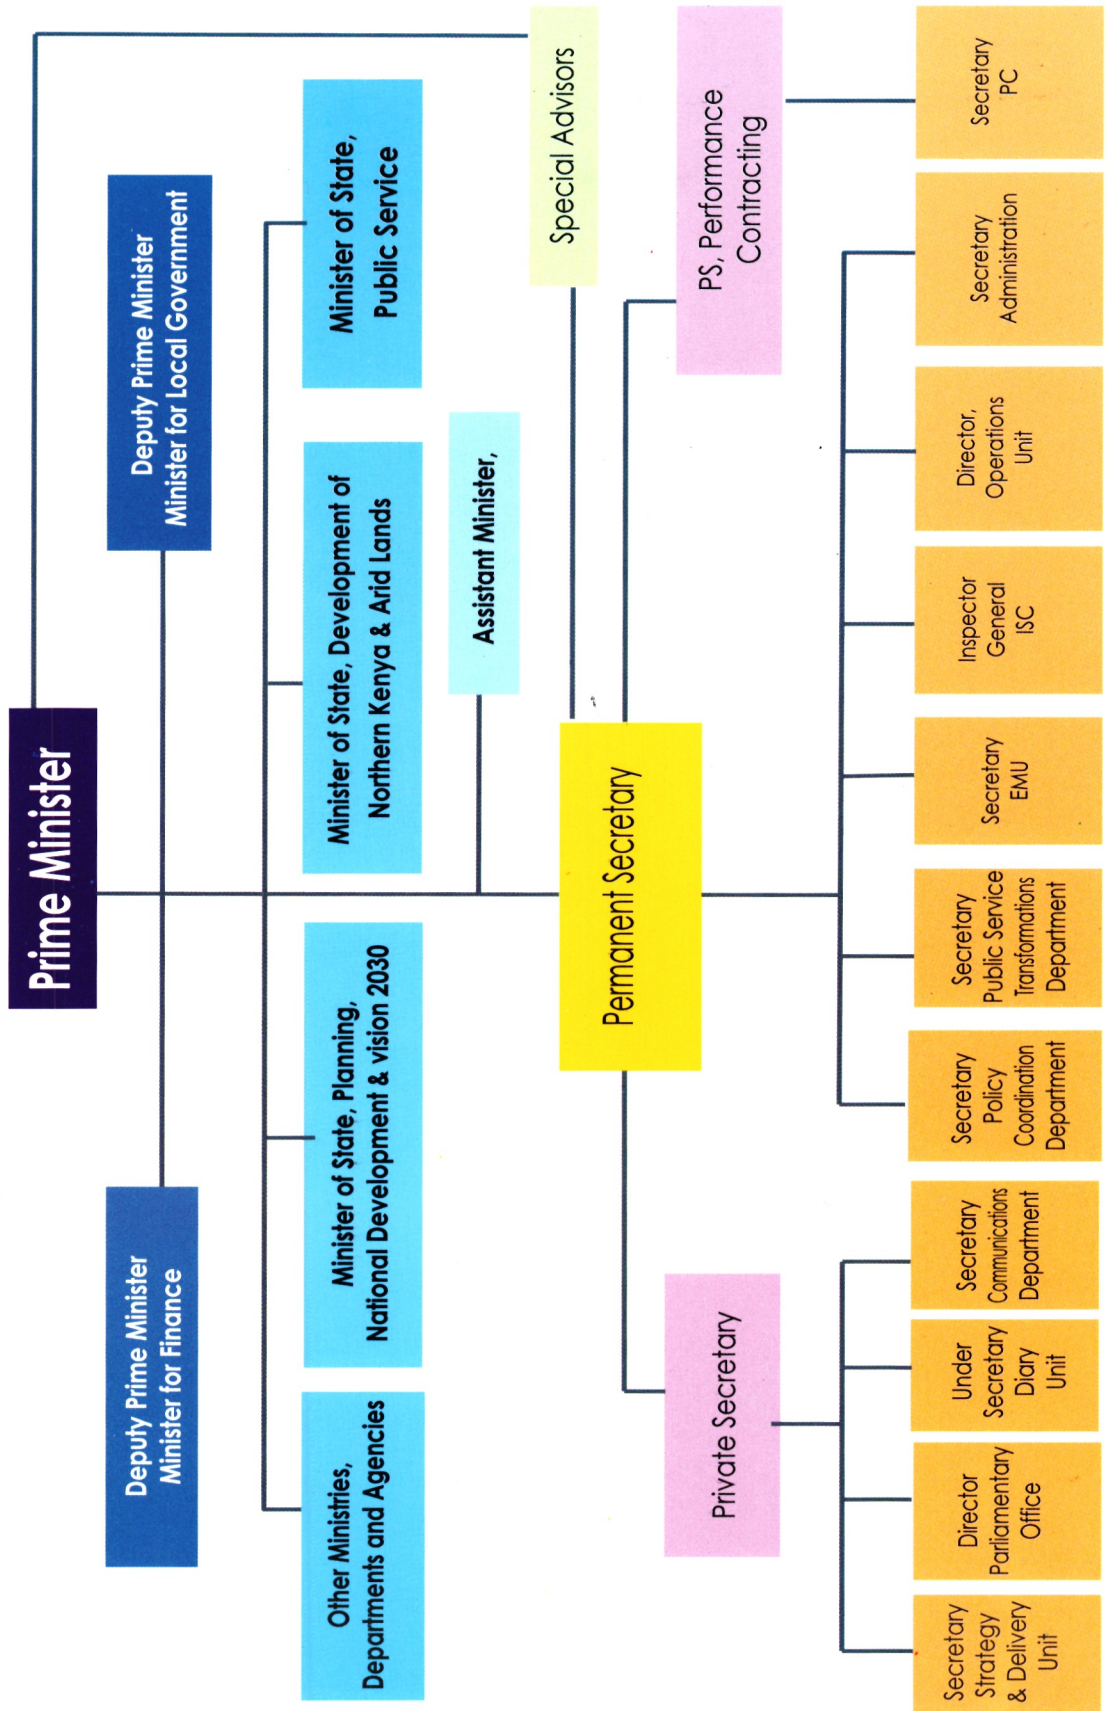 Prime Minister
Deputy Prime Minister
Minister for Finance
Deputy Prime Minister
Minister for Local Government
Other Ministries,
Departments and Agencies
Minister of State, Planning,
National Development & vision 2030
Minister of State, Development of
Northern Kenya & Arid Lands
Minister of State,
Public Service
Assistant Minister,
Special Advisors
Permanent Secretary
Private Secretary
PS, Performance
Contracting
Secretary
Strategy
& Delivery
Unit
Director
Parliamentary
Office
Under
Secretary
Diary
Unit
Secretary
Communications
Department
Secretary
Policy
Coordination
Department
Secretary
Public Service
Transformations
Department
Secretary
EMU
Inspector
General
ISC
Director,
Operations
Unit
Secretary
Administration
Secretary
PC